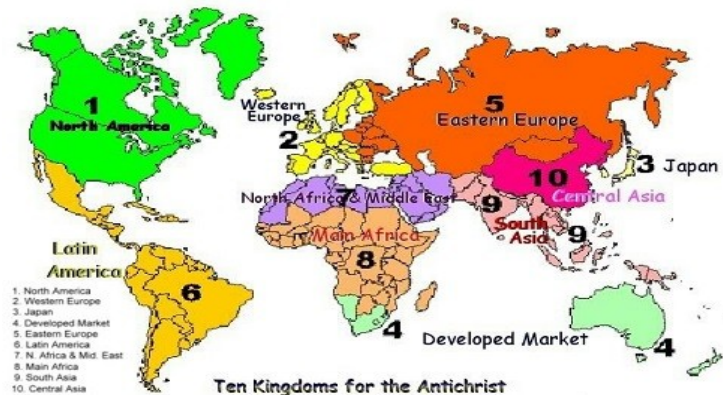 1
North America
Western
Europe
2
5
Eastern Europe
3 Japan
10
Central Asia
7
North Africa & Middle East
9
South
Asia
9
Main Africa
8
Latin
America
6
4
Developed Market
4
1. North America
2 Western Europe
3. Japan
4 Developed Market
5 Eastern Europe
6 Latin America
7 N. Africa & Mid. East
8 Main Africa
9. South Asia
10. Central Asia
Ten Kingdoms for the Antichrist